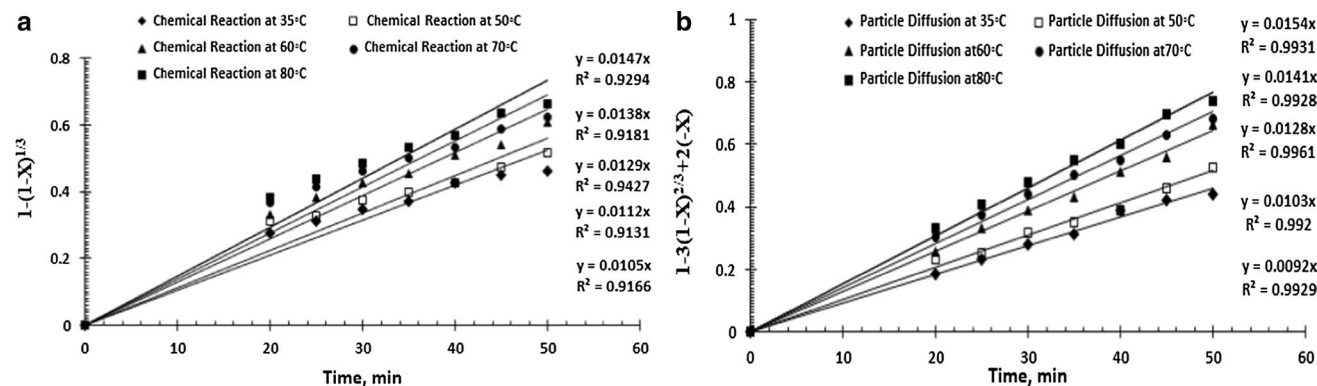 a
Chemical Reaction at 35◦C
Chemical Reaction at 50◦C
Chemical Reaction at 60◦C
Chemical Reaction at 70◦C
Chemical Reaction at 80◦C
0.8
0.6
0.4
0.2
0
1-(1-X)^1/3
y = 0.0147x
R² = 0.9294
y = 0.0138x
R² = 0.9181
y = 0.0129x
R² = 0.9427
y = 0.0112x
R² = 0.9131
y = 0.0105x
R² = 0.9166
0 10 20 30 40 50 60
Time, min
b
Particle Diffusion at 35◦C
Particle Diffusion at 50◦C
Particle Diffusion at60◦C
Particle Diffusion at70◦C
Particle Diffusion at80◦C
1
0.8
0.6
0.4
0.2
0
1-3(1-X)^2/3+2(-X)
y = 0.0154x
R² = 0.9931
y = 0.0141x
R² = 0.9928
y = 0.0128x
R² = 0.9961
y = 0.0103x
R² = 0.992
y = 0.0092x
R² = 0.9929
0 10 20 30 40 50 60
Time, min